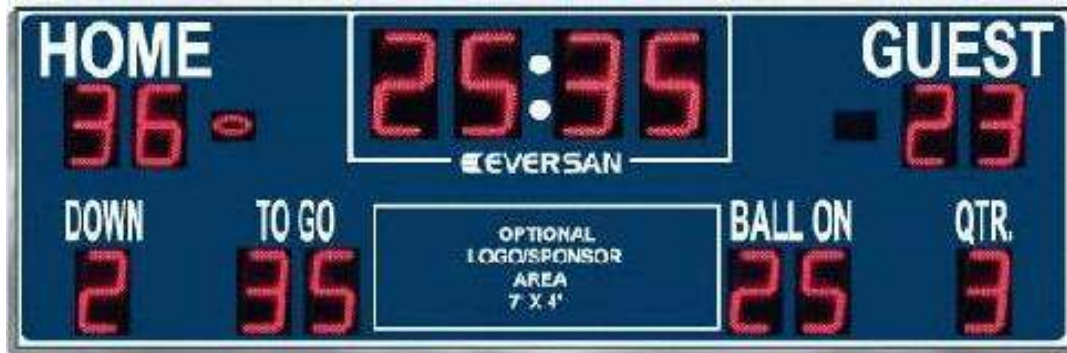 HOME
25:35
GUEST
36
23
EVERSAN
DOWN
TO GO
BALL ON
QTR.
2
35
OPTIONAL
LOGO/SPONSOR
AREA
7' X 4'
25
3